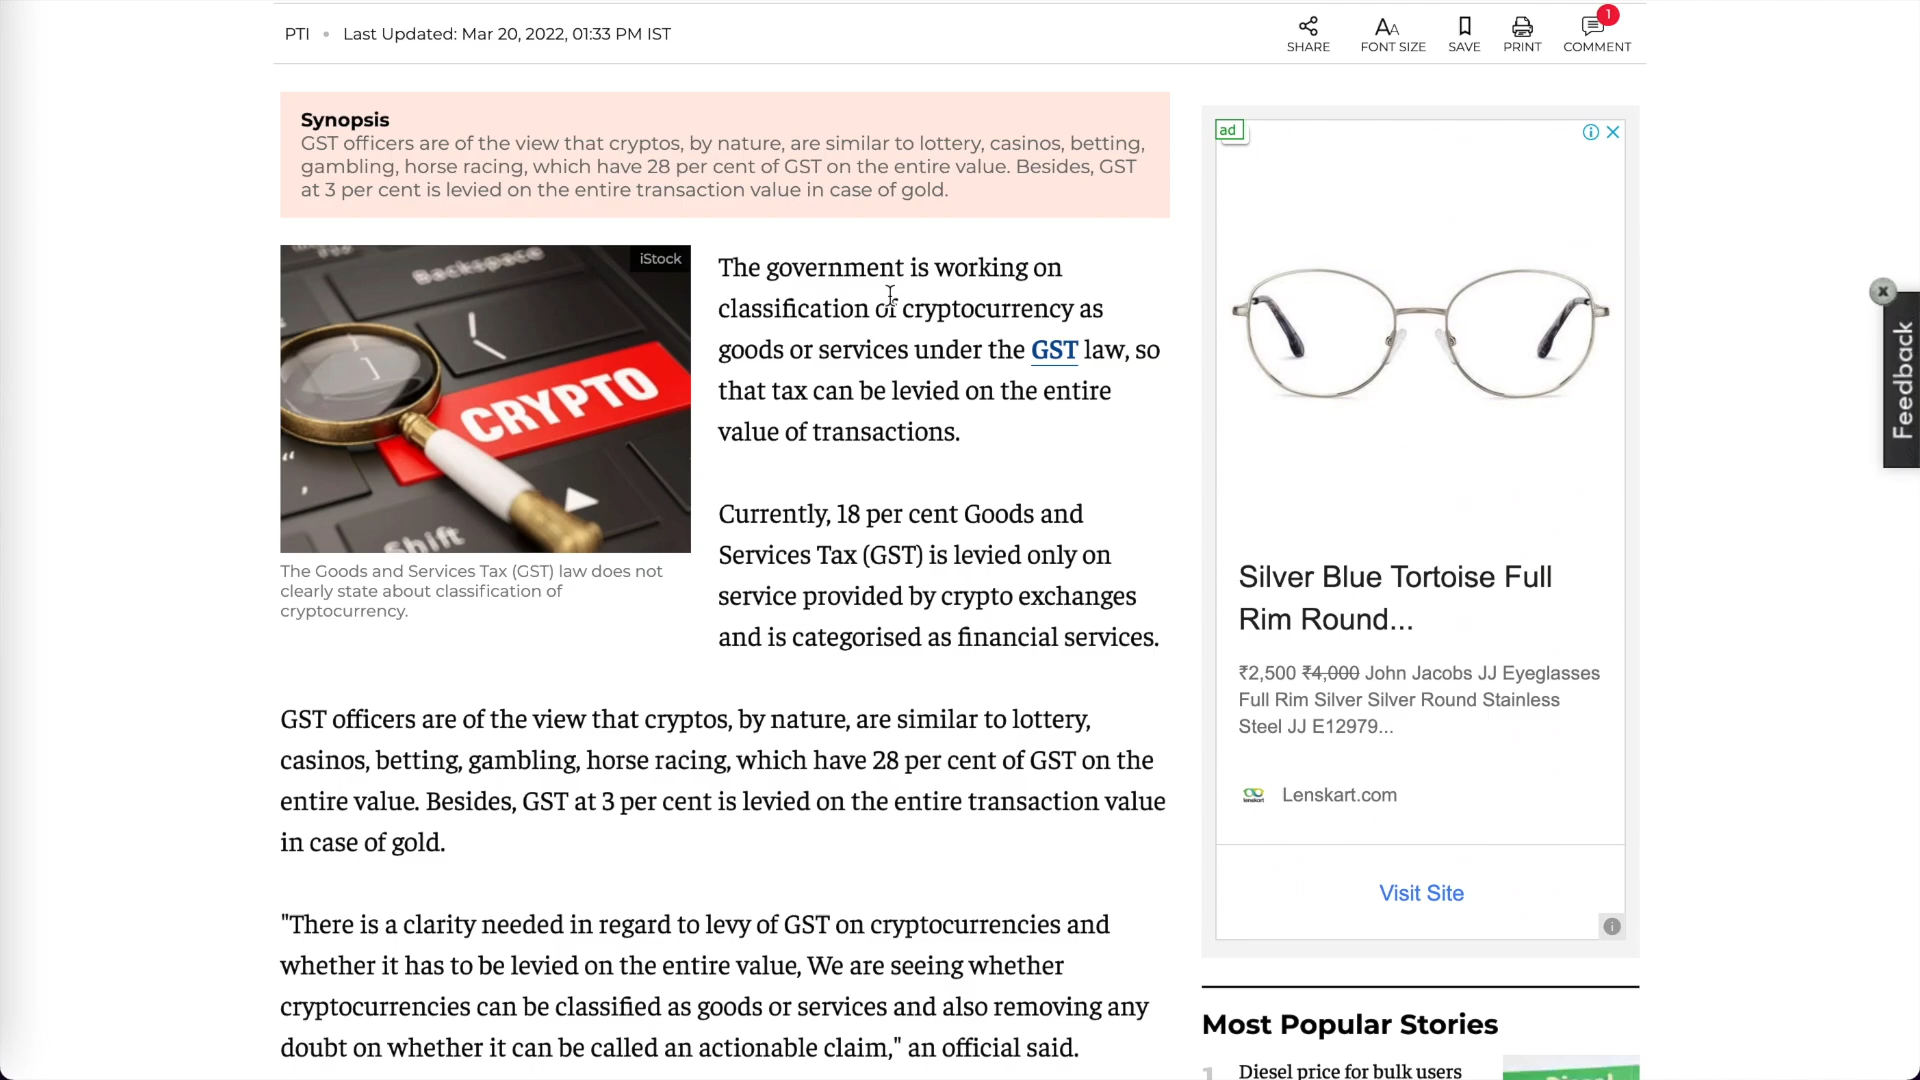 PTI • Last Updated: Mar 20, 2022, 01:33 PM IST
SHARE
FONT SIZE
SAVE
PRINT
1
COMMENT
Synopsis
GST officers are of the view that cryptos, by nature, are similar to lottery, casinos, betting,
gambling, horse racing, which have 28 per cent of GST on the entire value. Besides, GST
at 3 per cent is levied on the entire transaction value in case of gold.
iStock
Backspace
CRYPTO
Shift
The Goods and Services Tax (GST) law does not
clearly state about classification of
cryptocurrency.
The government is working on
classification of cryptocurrency as
goods or services under the GST law, so
that tax can be levied on the entire
value of transactions.
Currently, 18 per cent Goods and
Services Tax (GST) is levied only on
service provided by crypto exchanges
and is categorised as financial services.
GST officers are of the view that cryptos, by nature, are similar to lottery,
casinos, betting, gambling, horse racing, which have 28 per cent of GST on the
entire value. Besides, GST at 3 per cent is levied on the entire transaction value
in case of gold.
"There is a clarity needed in regard to levy of GST on cryptocurrencies and
whether it has to be levied on the entire value, We are seeing whether
cryptocurrencies can be classified as goods or services and also removing any
doubt on whether it can be called an actionable claim," an official said.
ad
Silver Blue Tortoise Full
Rim Round...
₹2,500 ₹4,000 John Jacobs JJ Eyeglasses
Full Rim Silver Silver Round Stainless
Steel JJ E12979...
Lenskart.com
Visit Site
Most Popular Stories
1
Diesel price for bulk users
Feedback